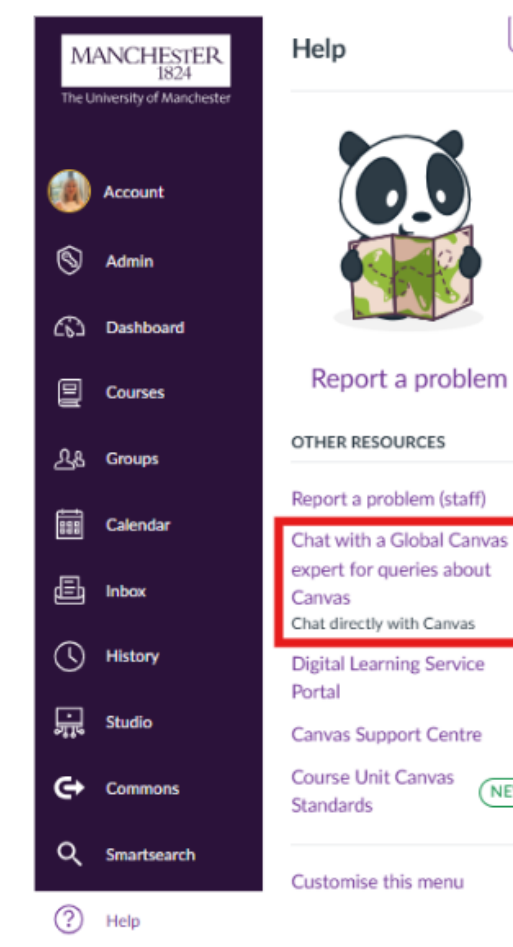 MANCHESTER
1824
The University of Manchester
Account
Admin
Dashboard
Courses
Groups
Calendar
Inbox
History
Studio
Commons
Smartsearch
Help
Help
Report a problem
OTHER RESOURCES
Report a problem (staff)
Chat with a Global Canvas
expert for queries about
Canvas
Chat directly with Canvas
Digital Learning Service
Portal
Canvas Support Centre
Course Unit Canvas
Standards
Customise this menu